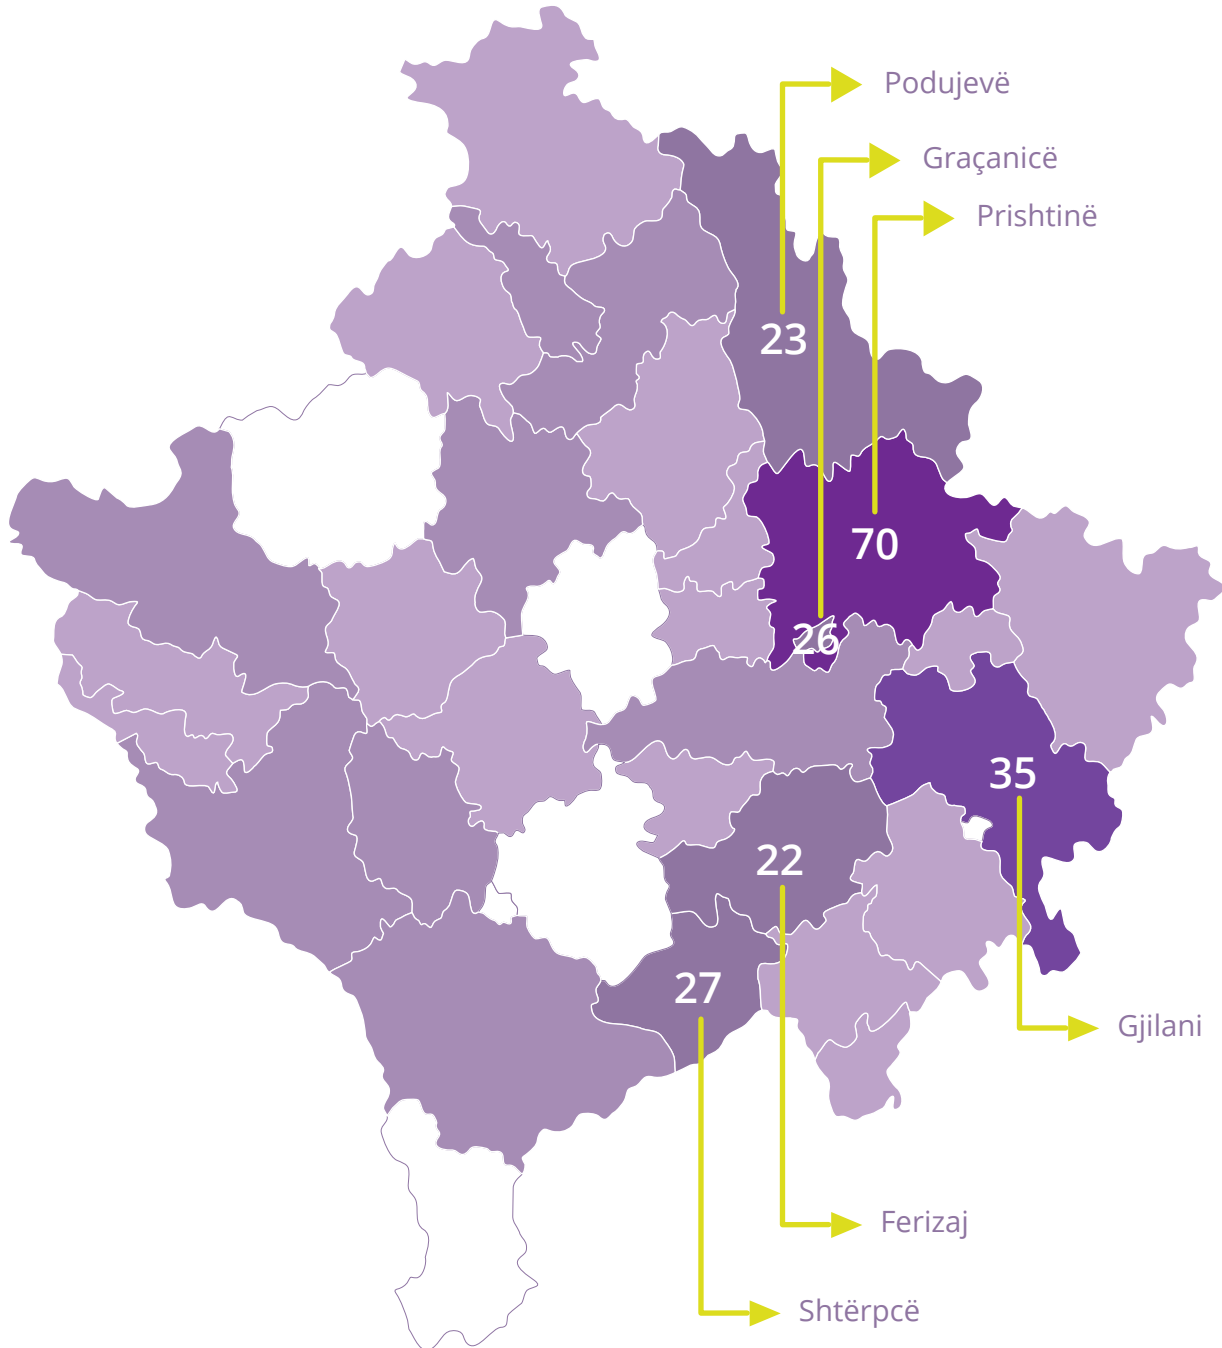 Podujevë
Graçanicë
Prishtinë
23
70
26
35
22
27
Gjilani
Ferizaj
Shtërpcë